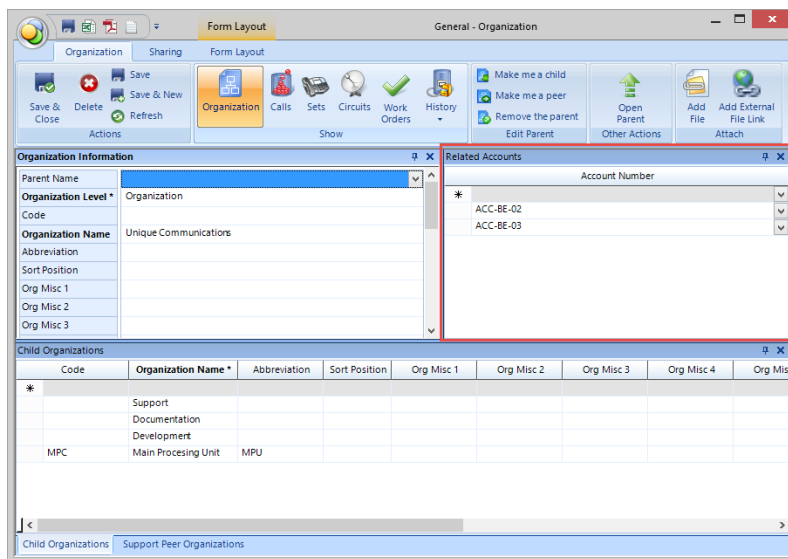 Form Layout
General - Organization
Organization Sharing Form Layout
Save & Close
Delete
Save
Save & New
Refresh
Actions
Organization
Calls
Sets
Circuits
Work Orders
History
Show
Make me a child
Make me a peer
Remove the parent
Edit Parent
Open Parent
Other Actions
Add File
Add External File Link
Attach
Organization Information
Parent Name
Organization Level * Organization
Code
Organization Name Unique Communications
Abbreviation
Sort Position
Org Misc 1
Org Misc 2
Org Misc 3
Related Accounts
Account Number
ACC-BE-02
ACC-BE-03
Child Organizations
Code Organization Name * Abbreviation Sort Position Org Misc 1 Org Misc 2 Org Misc 3 Org Misc 4 Org Mis
Support
Documentation
Development
MPC Main Procesing Unit MPU
Child Organizations Support Peer Organizations